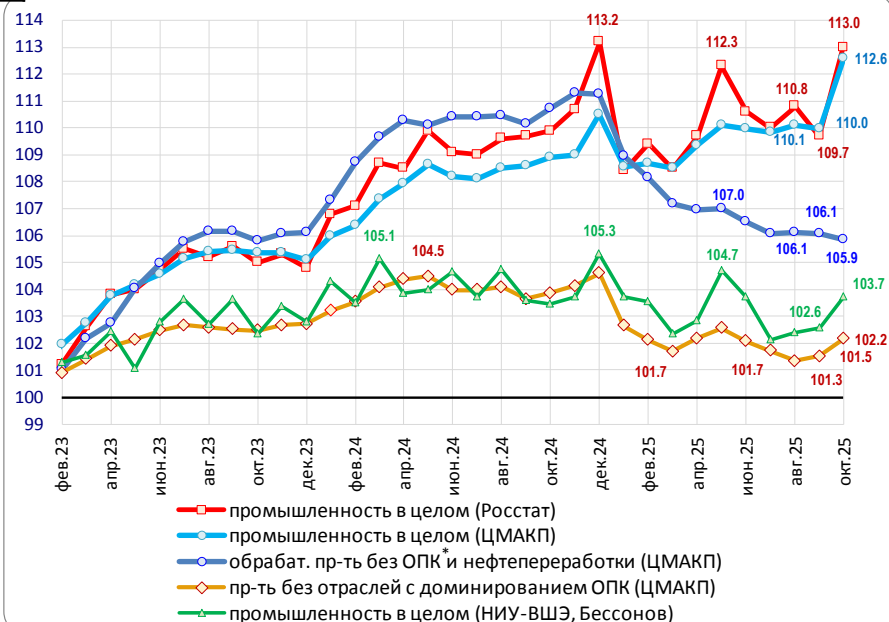 114
113
112
111
110
109
108
107
106
105
104
103
102
101
100
99
113.2
112.3
113.0
112.6
110.8
110.0
110.1
109.7
107.0
106.1
106.1
105.9
105.1
104.5
105.3
104.7
103.7
102.6
102.2
101.7
101.7
101.5
101.3
фев.23
апр.23
июн.23
авг.23
окт.23
дек.23
фев.24
апр.24
июн.24
авг.24
окт.24
дек.24
фев.25
апр.25
июн.25
авг.25
окт.25
промышленность в целом (Росстат)
промышленность в целом (ЦМАКП)
обрабат. пр-ть без ОПК* и нефтепереработки (ЦМАКП)
пр-ть без отраслей с доминированием ОПК (ЦМАКП)
промышленность в целом (НИУ-ВШЭ, Бессонов)